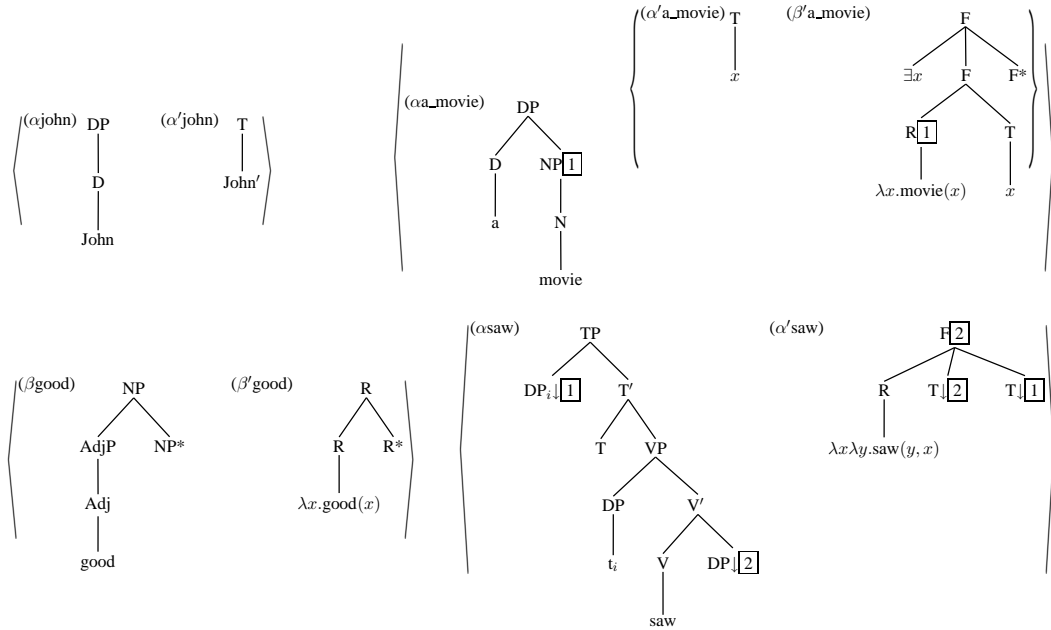 (α′a_movie) T (β′a_movie) F
x ∃x F F*
(αa_movie) DP R 1 T
(αjohn) DP (α′john) T D NP 1 λx.movie(x) x
D John′ a N
John movie
(αsaw) TP (α′saw) F 2
(βgood) NP (β′good) R DP_i↓ 1 T′ R T↓ 2 T↓ 1
AdjP NP* R R* T VP λxλy.saw(y, x)
Adj λx.good(x) DP V′
good t_i V DP↓ 2
saw